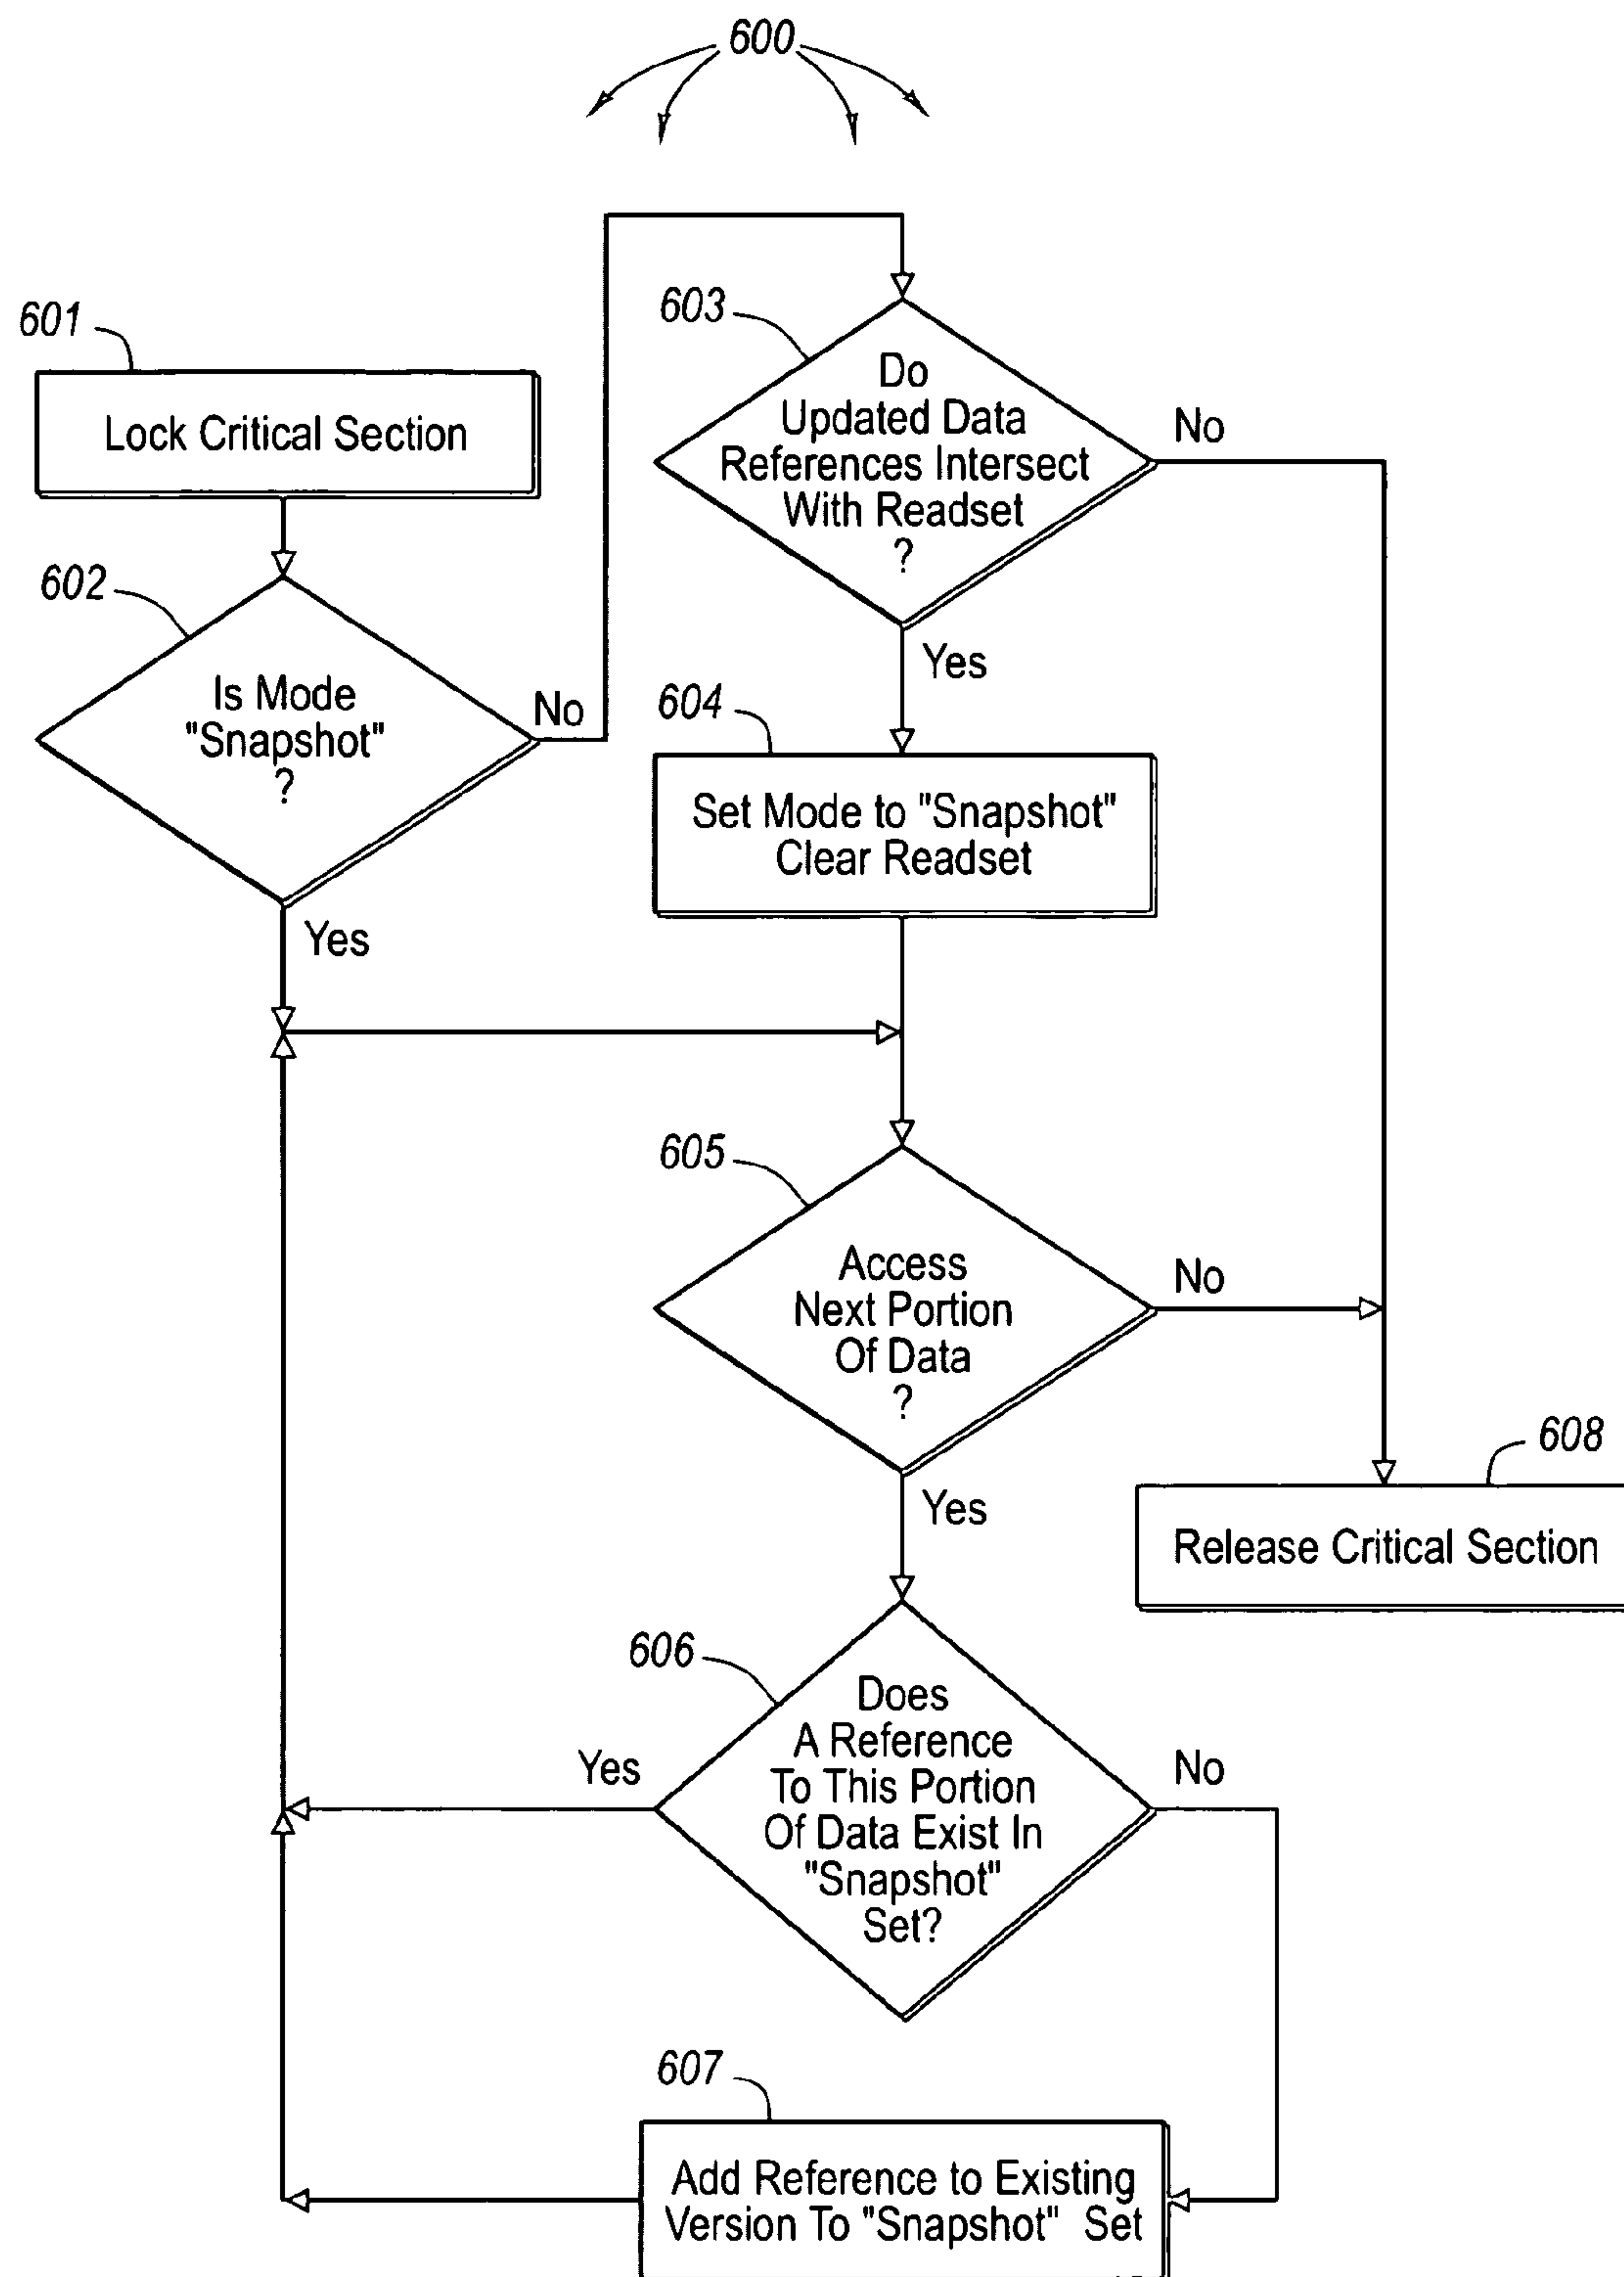 600
601
Lock Critical Section
602
Is Mode
"Snapshot"
?
No
Yes
603
Do
Updated Data
References Intersect
With Readset
?
No
Yes
604
Set Mode to "Snapshot"
Clear Readset
605
Access
Next Portion
Of Data
?
No
Yes
608
Release Critical Section
606
Does
A Reference
To This Portion
Of Data Exist In
"Snapshot"
Set?
Yes
No
607
Add Reference to Existing
Version To "Snapshot" Set